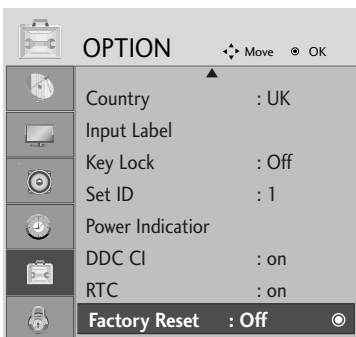 OPTION Move OK
Country : UK
Input Label
Key Lock : Off
Set ID : 1
Power Indicatior
DDC CI : on
RTC : on
Factory Reset : Off